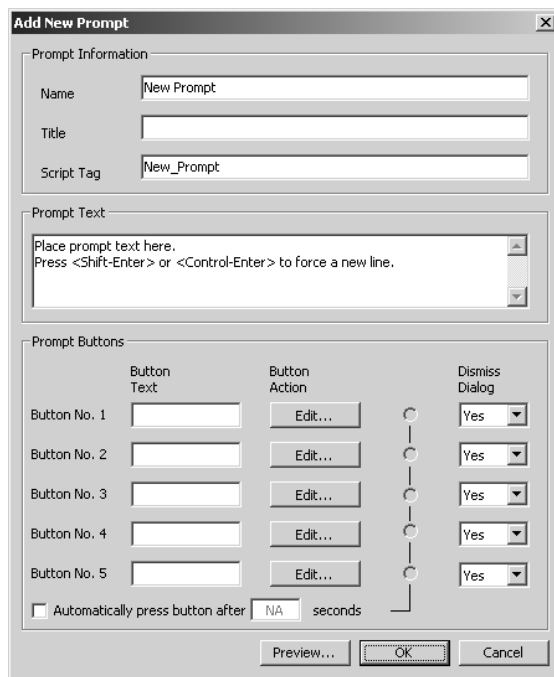 Add New Prompt
Prompt Information
Name New Prompt
Title
Script Tag New_Prompt
Prompt Text
Place prompt text here.
Press <Shift-Enter> or <Control-Enter> to force a new line.
Prompt Buttons
Button Text Button Action Dismiss Dialog
Button No. 1 Edit... Yes
Button No. 2 Edit... Yes
Button No. 3 Edit... Yes
Button No. 4 Edit... Yes
Button No. 5 Edit... Yes
Automatically press button after NA seconds
Preview... OK Cancel